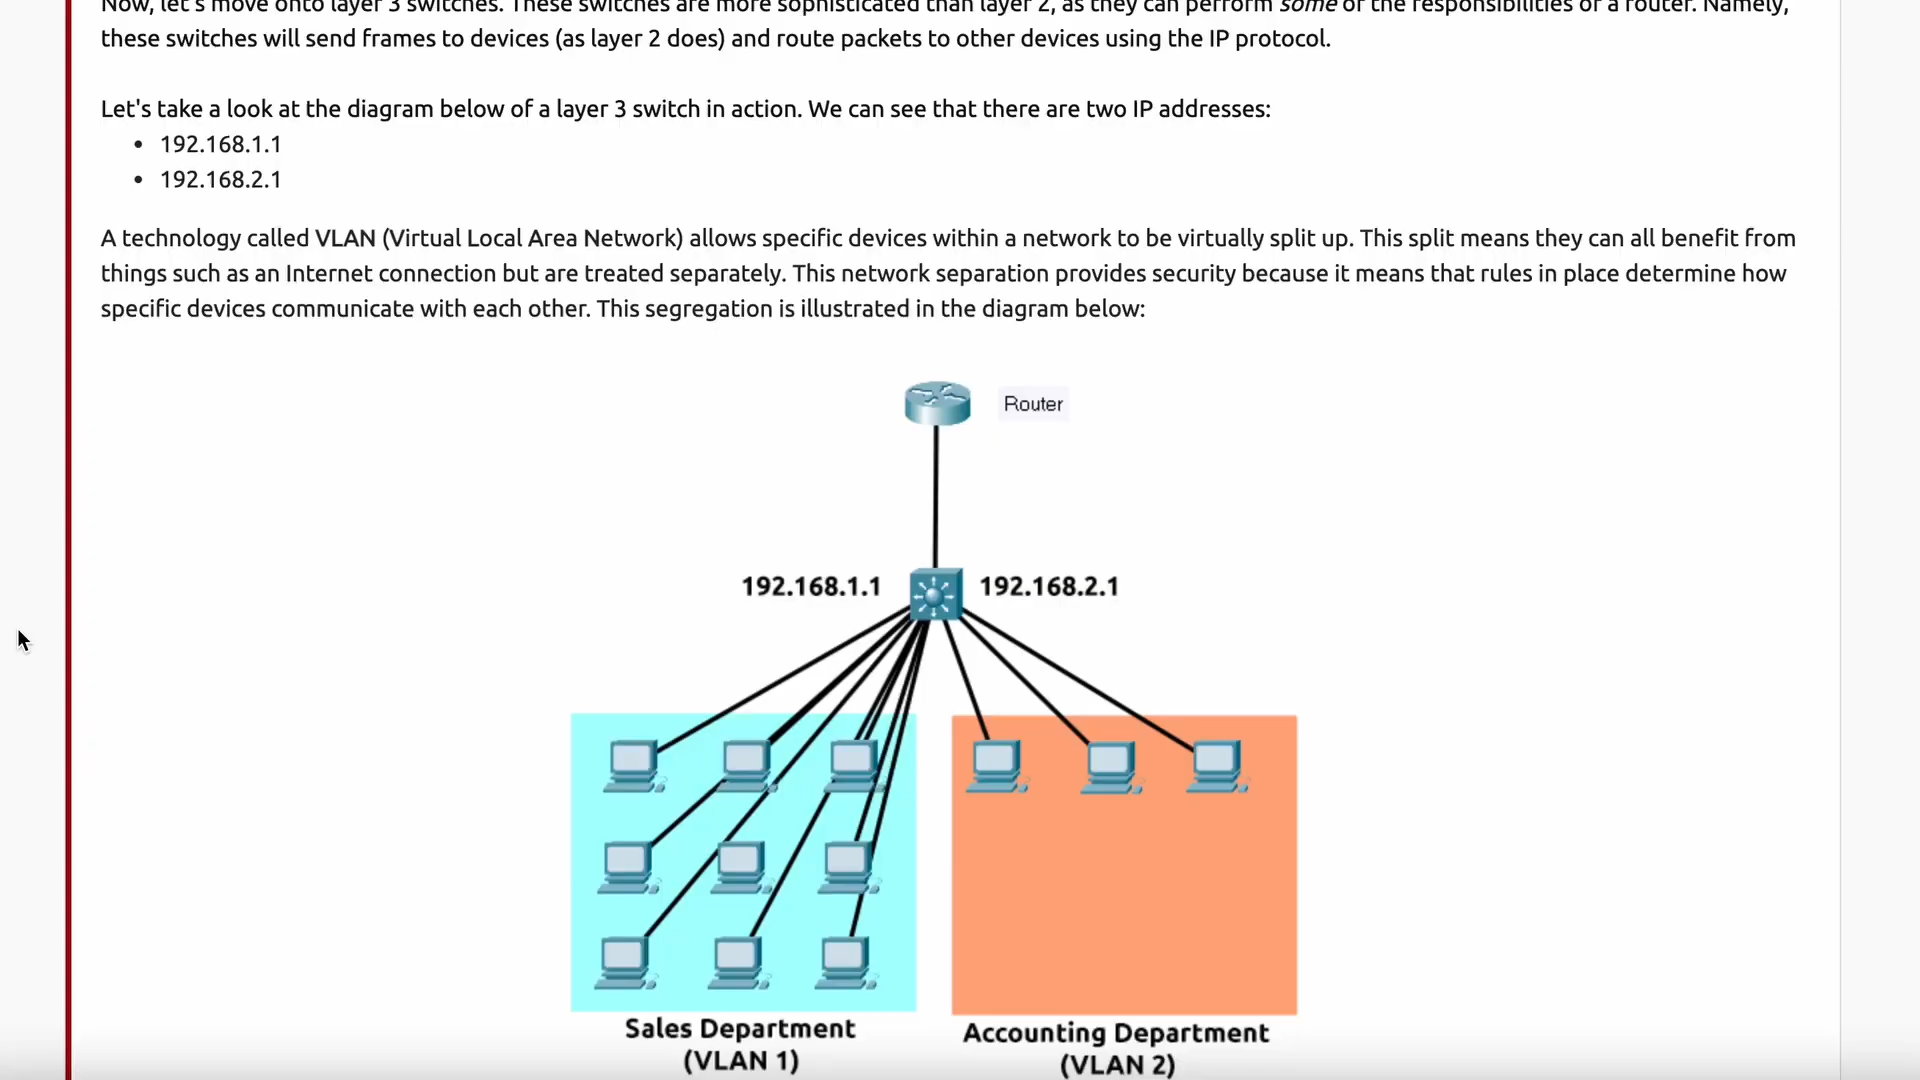 Now, let's move onto layer 3 switches. These switches are more sophisticated than layer 2, as they can perform some of the responsibilities of a router. Namely,
these switches will send frames to devices (as layer 2 does) and route packets to other devices using the IP protocol.
Let's take a look at the diagram below of a layer 3 switch in action. We can see that there are two IP addresses:
• 192.168.1.1
• 192.168.2.1
A technology called VLAN (Virtual Local Area Network) allows specific devices within a network to be virtually split up. This split means they can all benefit from
things such as an Internet connection but are treated separately. This network separation provides security because it means that rules in place determine how
specific devices communicate with each other. This segregation is illustrated in the diagram below:
Router
192.168.1.1
192.168.2.1
Sales Department
(VLAN 1)
Accounting Department
(VLAN 2)